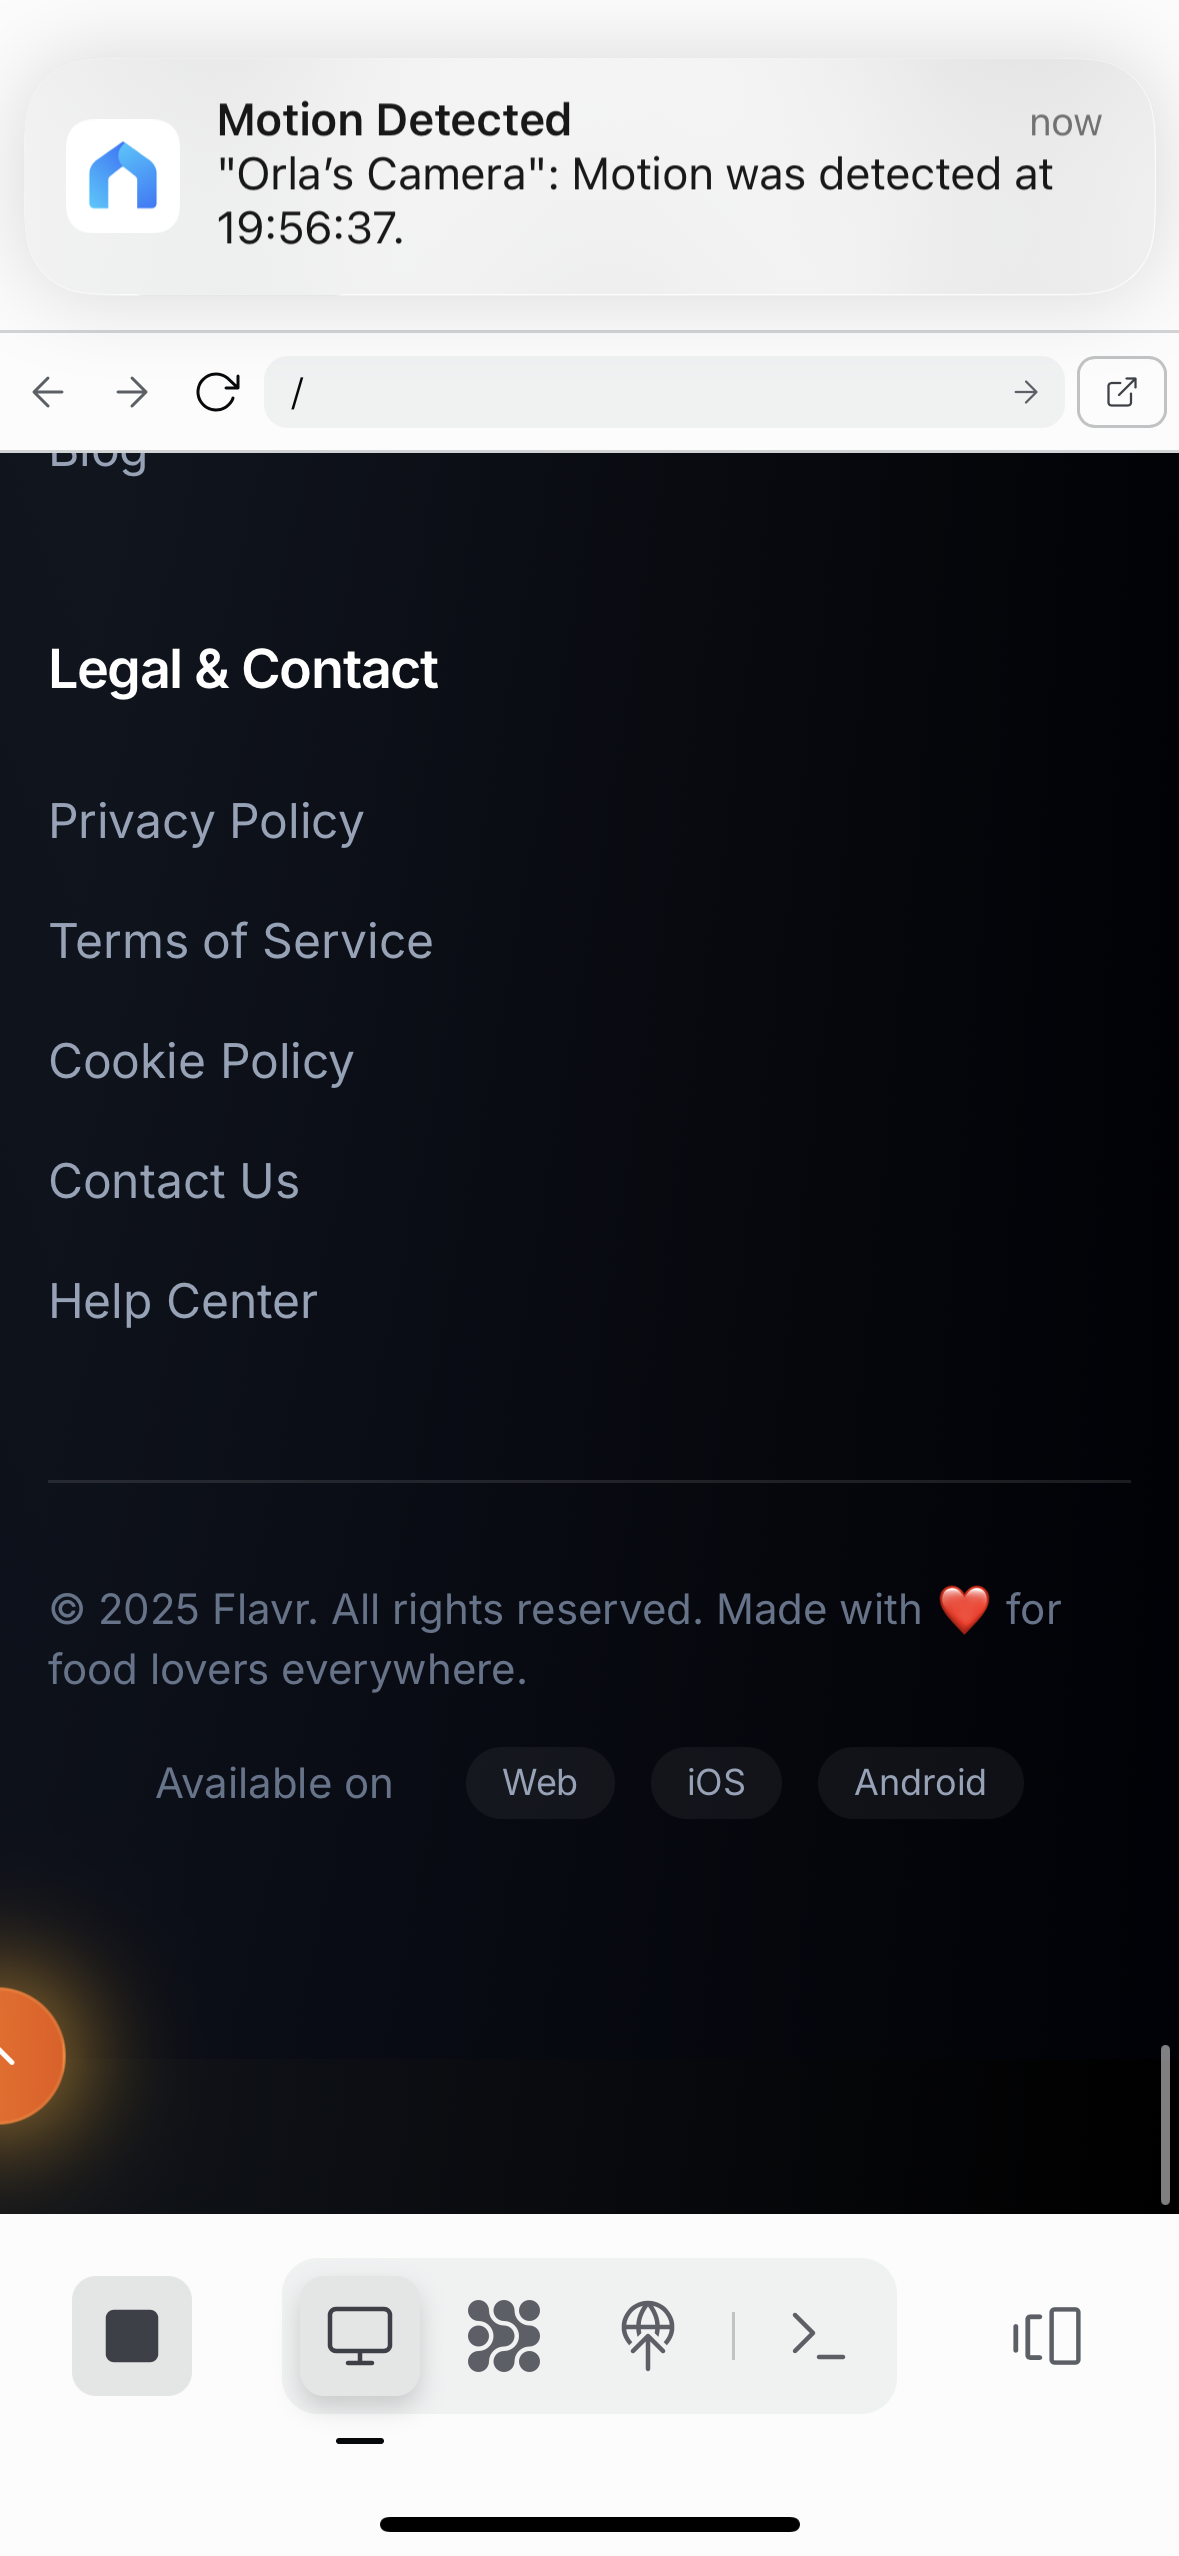 Motion Detected
now
"Orla’s Camera": Motion was detected at
19:56:37.
/
Blog
Legal & Contact
Privacy Policy
Terms of Service
Cookie Policy
Contact Us
Help Center
© 2025 Flavr. All rights reserved. Made with ❤️ for
food lovers everywhere.
Available on
Web
iOS
Android